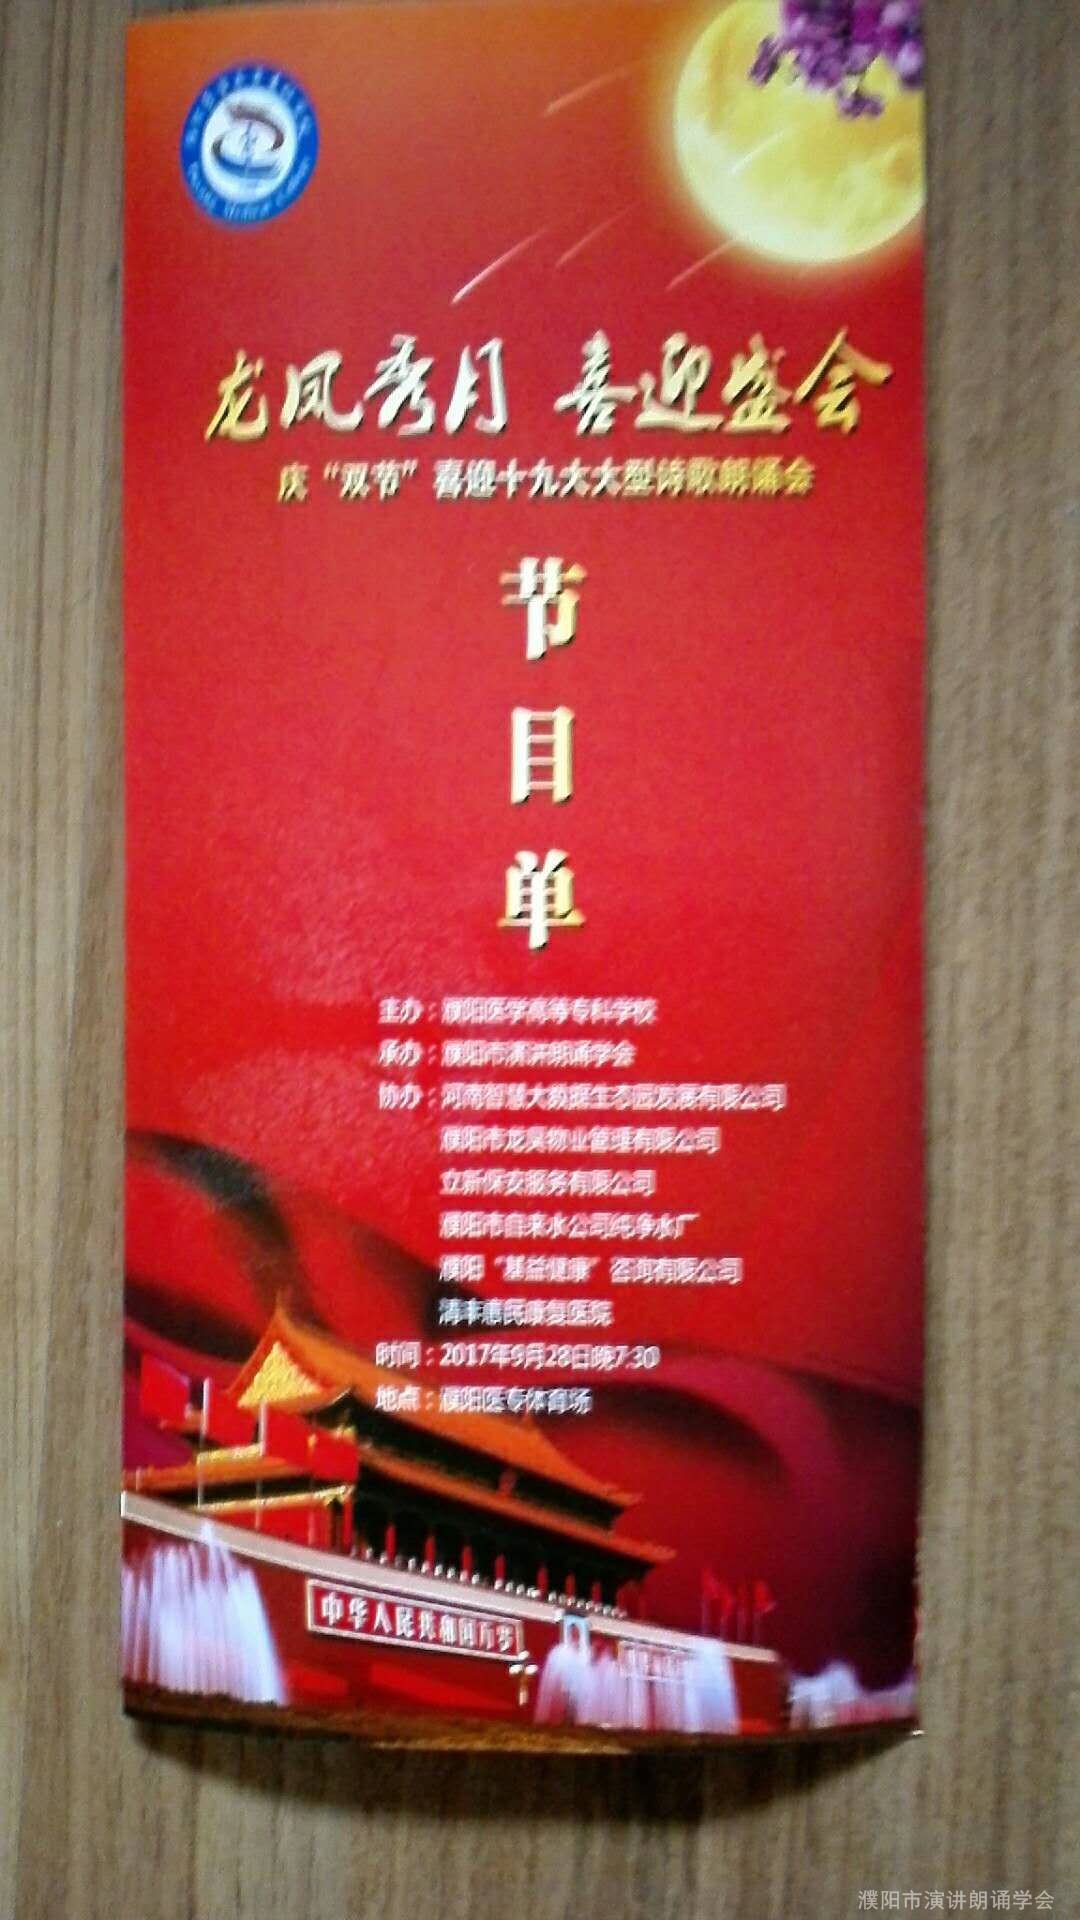 龙凤秀月 喜迎盛会
庆“双节”喜迎十九大大型诗歌朗诵会
节
目
单
主办：濮阳医学高等专科学校
承办：濮阳市演讲朗诵学会
协办：河南智慧大数据生态园发展有限公司
濮阳市龙昊物业管理有限公司
立新保安服务有限公司
濮阳市自来水公司纯净水厂
濮阳“基益健康”咨询有限公司
清丰惠民康复医院
时间：2017年9月28日晚7:30
地点：濮阳医专体育场
中华人民共和国万岁
濮阳市演讲朗诵学会